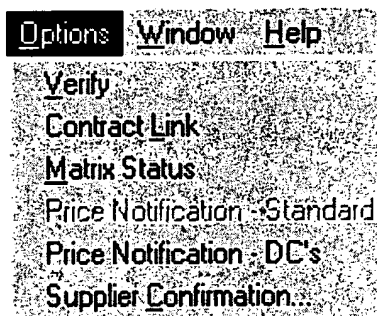 Options Window Help
Verify
Contract Link
Matrix Status
Price Notification - Standard
Price Notification - DC's
Supplier Confirmation...